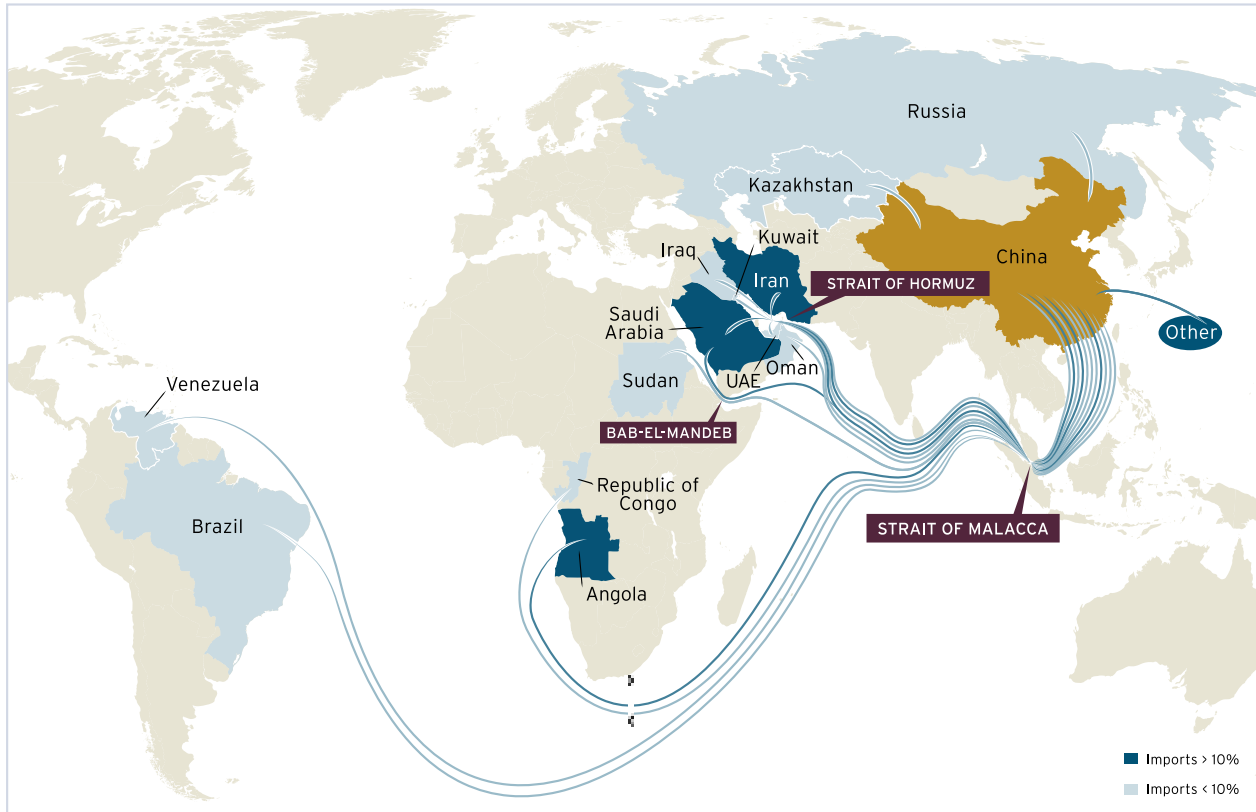 Russia
Kazakhstan
Kuwait
Iraq
China
Iran
STRAIT OF HORMUZ
Saudi
Arabia
Other
Oman
UAE
Sudan
Venezuela
BAB-EL-MANDEB
Republic of
Congo
Brazil
STRAIT OF MALACCA
Angola
Imports > 10%
Imports < 10%